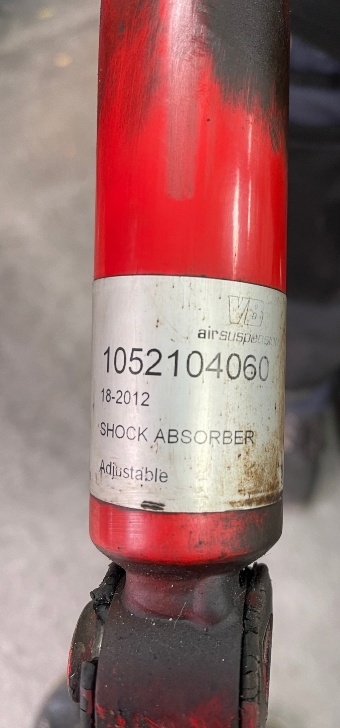 airsuspension
1052104060
18-2012
SHOCK ABSORBER
Adjustable